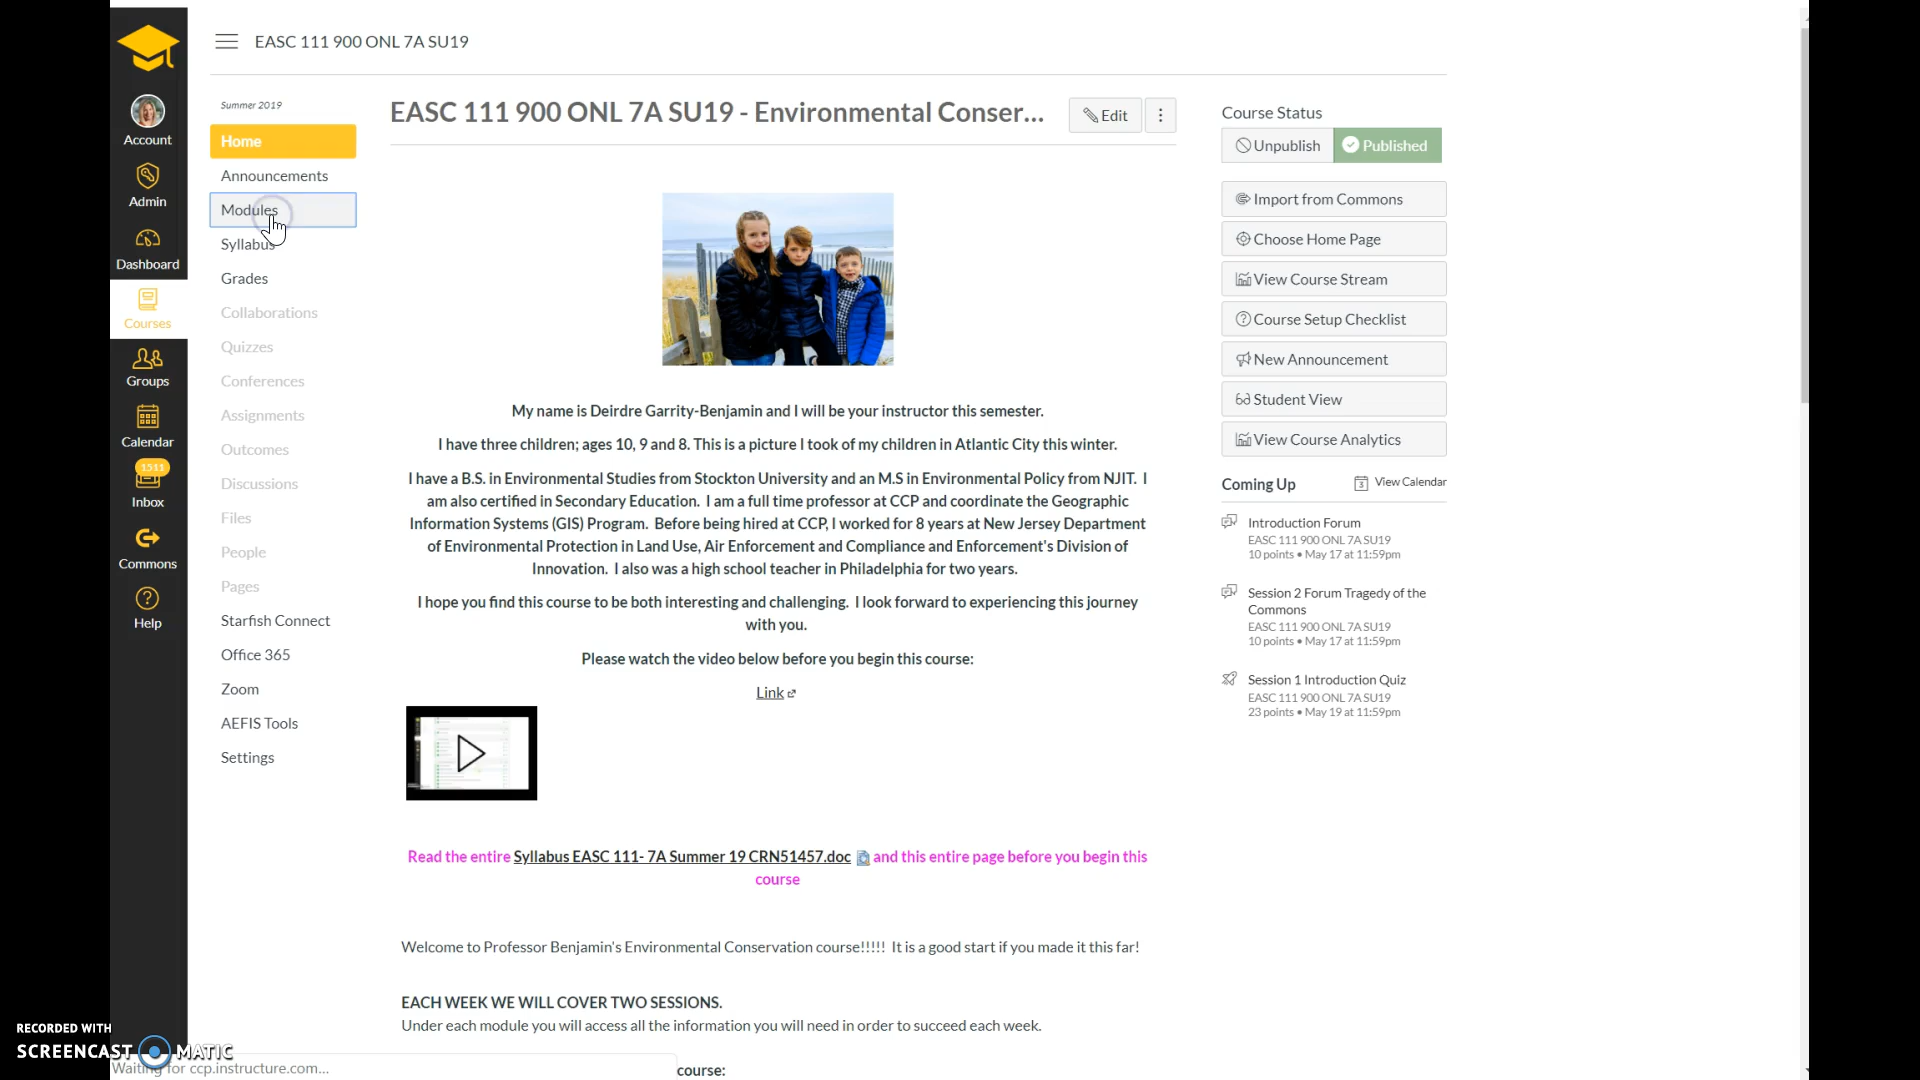 EASC 111 900 ONL 7A SU19
Account
Admin
Dashboard
Courses
Groups
Calendar
1511
Inbox
Commons
Help
Summer 2019
Home
Announcements
Modules
Syllabus
Grades
Collaborations
Quizzes
Conferences
Assignments
Outcomes
Discussions
Files
People
Pages
Starfish Connect
Office 365
Zoom
AEFIS Tools
Settings
EASC 111 900 ONL 7A SU19 - Environmental Conser...
Edit
My name is Deirdre Garrity-Benjamin and I will be your instructor this semester.
I have three children; ages 10, 9 and 8. This is a picture I took of my children in Atlantic City this winter.
I have a B.S. in Environmental Studies from Stockton University and an M.S in Environmental Policy from NJIT. I
am also certified in Secondary Education. I am a full time professor at CCP and coordinate the Geographic
Information Systems (GIS) Program. Before being hired at CCP, I worked for 8 years at New Jersey Department
of Environmental Protection in Land Use, Air Enforcement and Compliance and Enforcement's Division of
Innovation. I also was a high school teacher in Philadelphia for two years.
I hope you find this course to be both interesting and challenging. I look forward to experiencing this journey
with you.
Please watch the video below before you begin this course:
Link
Read the entire Syllabus EASC 111- 7A Summer 19 CRN51457.doc and this entire page before you begin this
course
Welcome to Professor Benjamin's Environmental Conservation course!!!!! It is a good start if you made it this far!
EACH WEEK WE WILL COVER TWO SESSIONS.
Under each module you will access all the information you will need in order to succeed each week.
course:
Course Status
Unpublish
Published
Import from Commons
Choose Home Page
View Course Stream
Course Setup Checklist
New Announcement
Student View
View Course Analytics
Coming Up
3 View Calendar
Introduction Forum
EASC 111 900 ONL 7A SU19
10 points • May 17 at 11:59pm
Session 2 Forum Tragedy of the
Commons
EASC 111 900 ONL 7A SU19
10 points • May 17 at 11:59pm
Session 1 Introduction Quiz
EASC 111 900 ONL 7A SU19
23 points • May 19 at 11:59pm
RECORDED WITH
SCREENCAST MATIC
Waiting for ccp.instructure.com...